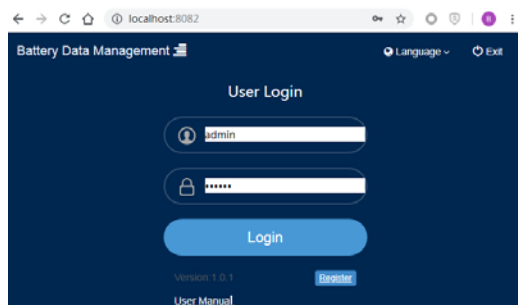 localhost:8082
Battery Data Management
Language
Exit
User Login
admin
••••••
Login
Version:1.0.1
Register
User Manual